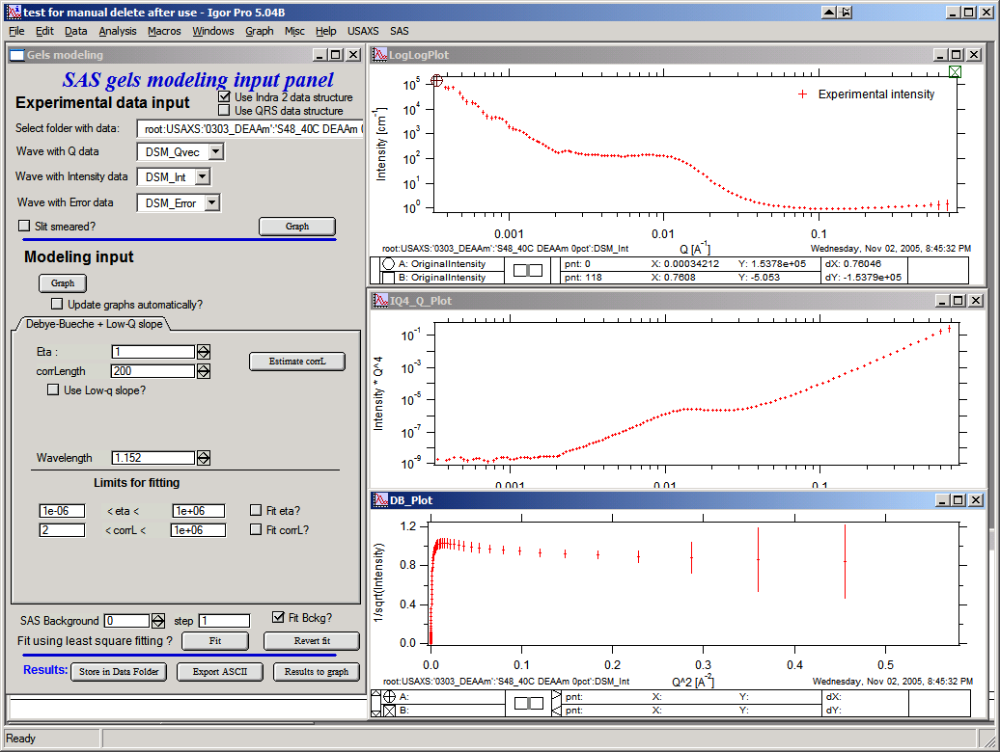 test for manual delete after use - Igor Pro 5.04B
File Edit Data Analysis Macros Windows Graph Misc Help USAXS SAS
Gels modeling
SAS gels modeling input panel
Experimental data input
Use Indra 2 data structure
Use QRS data structure
Select folder with data: root:USAXS:'0303_DEAAm':'S48_40C DEAAm 0
Wave with Q data DSM_Qvec
Wave with Intensity data DSM_Int
Wave with Error data DSM_Error
Slit smeared? Graph
Modeling input
Graph
Update graphs automatically?
Debye-Bueche + Low-Q slope
Eta : 1
corrLength 200 Estimate corrL
Use Low-q slope?
Wavelength 1.152
Limits for fitting
1e-06 < eta < 1e+06 Fit eta?
2 < corrL < 1e+06 Fit corrL?
SAS Background 0 step 1 Fit Bckg?
Fit using least square fitting ? Fit Revert fit
Results: Store in Data Folder Export ASCII Results to graph
LogLogPlot
Intensity [cm⁻¹]
10⁵
10⁴
10³
10²
10¹
10⁰
Experimental intensity
0.001 0.01 0.1
Q [A⁻¹]
root:USAXS:'0303_DEAAm':'S48_40C DEAAm 0pct':DSM_Int Wednesday, Nov 02, 2005, 8:45:32 PM
A: OriginalIntensity pnt: 0 X: 0.00034212 Y: 1.5378e+05 dX: 0.76046
B: OriginalIntensity pnt: 118 X: 0.7608 Y: -5.053 dY: -1.5379e+05
IQ4_Q_Plot
Intensity * Q^4
10⁻¹
10⁻³
10⁻⁵
10⁻⁷
10⁻⁹
0.001 0.01 0.1
DB_Plot
1/sqrt(Intensity)
1.2
0.8
0.4
0.0
0.0 0.1 0.2 0.3 0.4 0.5
Q^2 [A⁻²]
root:USAXS:'0303_DEAAm':'S48_40C DEAAm 0pct':DSM_Int Wednesday, Nov 02, 2005, 8:45:32 PM
A: pnt: X: Y: dX:
B: pnt: X: Y: dY:
Ready